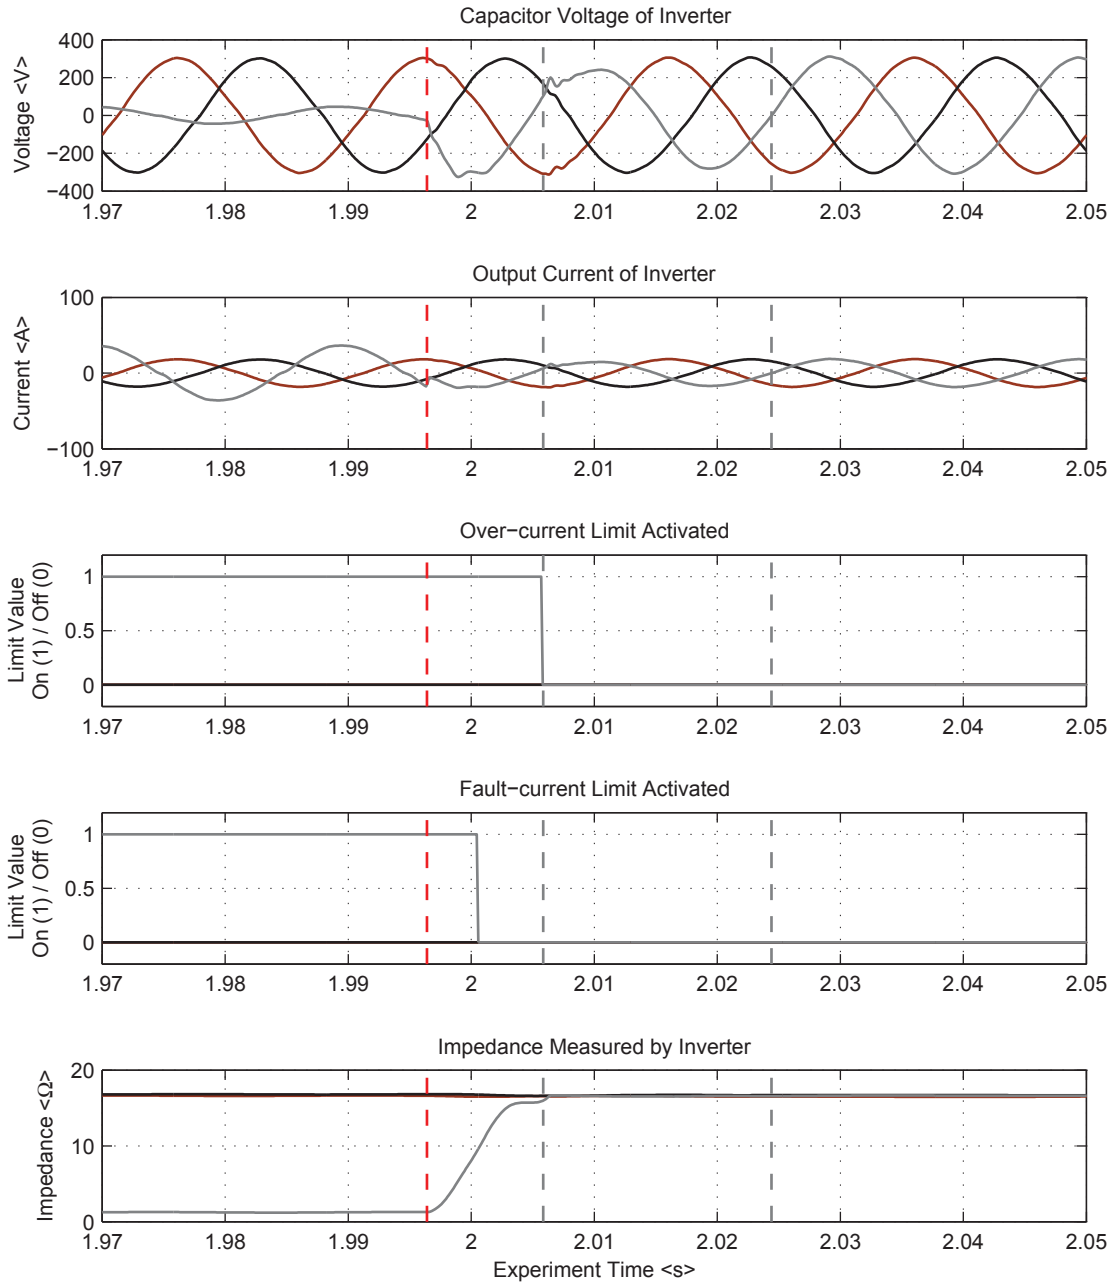 Capacitor Voltage of Inverter
400
200
0
−200
−400
Voltage <V>
1.97 1.98 1.99 2 2.01 2.02 2.03 2.04 2.05
Output Current of Inverter
100
0
−100
Current <A>
1.97 1.98 1.99 2 2.01 2.02 2.03 2.04 2.05
Over−current Limit Activated
1
0.5
0
Limit Value
On (1) / Off (0)
1.97 1.98 1.99 2 2.01 2.02 2.03 2.04 2.05
Fault−current Limit Activated
1
0.5
0
Limit Value
On (1) / Off (0)
1.97 1.98 1.99 2 2.01 2.02 2.03 2.04 2.05
Impedance Measured by Inverter
20
10
0
Impedance <Ω>
1.97 1.98 1.99 2 2.01 2.02 2.03 2.04 2.05
Experiment Time <s>